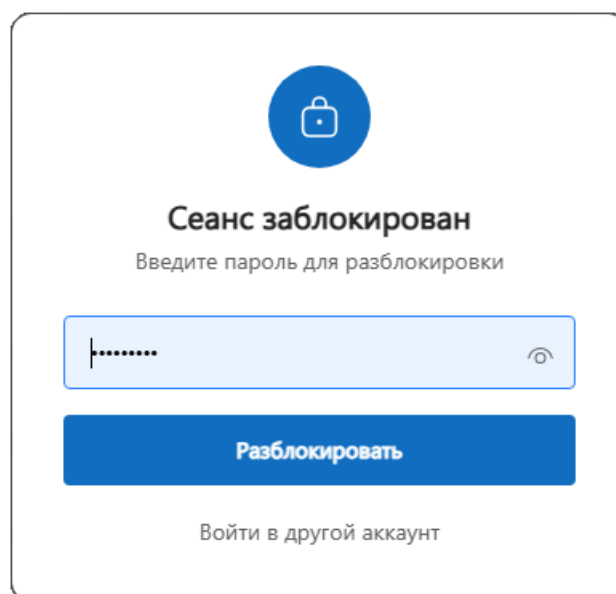 Сеанс заблокирован
Введите пароль для разблокировки
•••••••••
Разблокировать
Войти в другой аккаунт